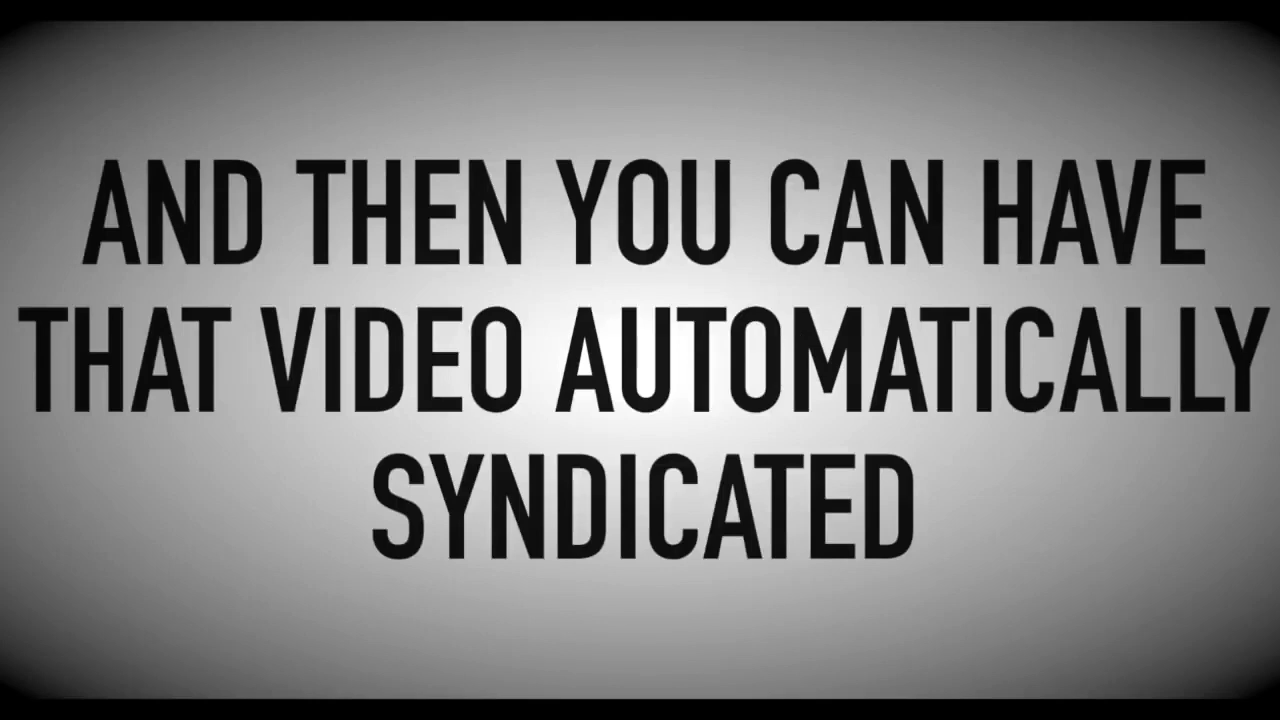 AND THEN YOU CAN HAVE
THAT VIDEO AUTOMATICALLY
SYNDICATED